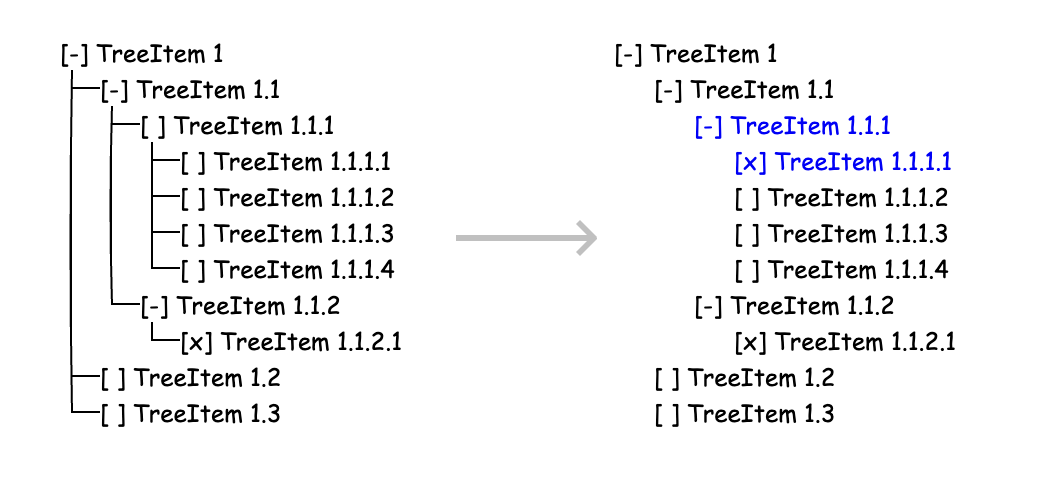 [-] TreeItem 1
[-] TreeItem 1.1
[ ] TreeItem 1.1.1
[ ] TreeItem 1.1.1.1
[ ] TreeItem 1.1.1.2
[ ] TreeItem 1.1.1.3
[ ] TreeItem 1.1.1.4
[-] TreeItem 1.1.2
[x] TreeItem 1.1.2.1
[ ] TreeItem 1.2
[ ] TreeItem 1.3
[-] TreeItem 1
[-] TreeItem 1.1
[-] TreeItem 1.1.1
[x] TreeItem 1.1.1.1
[ ] TreeItem 1.1.1.2
[ ] TreeItem 1.1.1.3
[ ] TreeItem 1.1.1.4
[-] TreeItem 1.1.2
[x] TreeItem 1.1.2.1
[ ] TreeItem 1.2
[ ] TreeItem 1.3